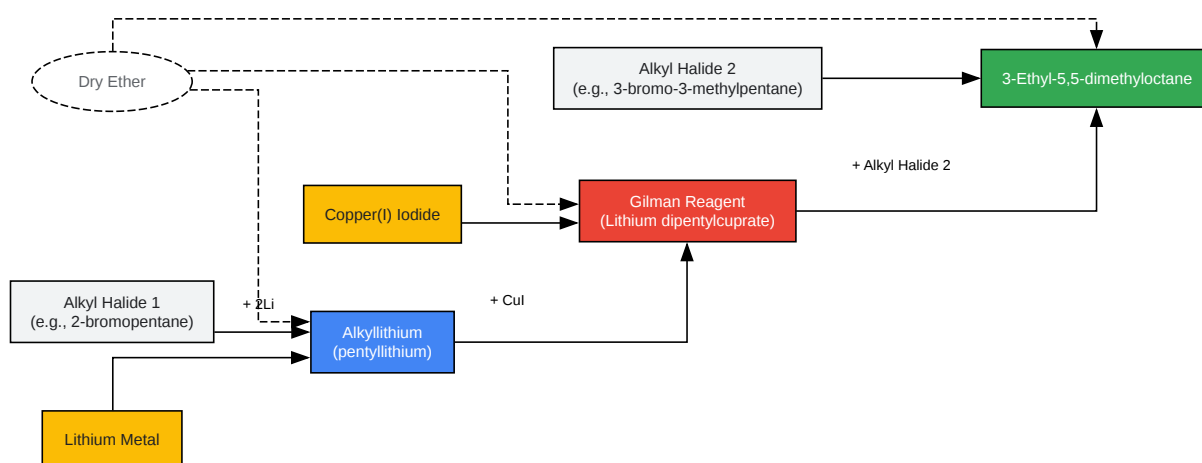 Dry Ether
Alkyl Halide 2
(e.g., 3-bromo-3-methylpentane)
3-Ethyl-5,5-dimethyloctane
+ Alkyl Halide 2
Copper(I) Iodide
Gilman Reagent
(Lithium dipentylcuprate)
Alkyl Halide 1
(e.g., 2-bromopentane)
+ 2Li
+ CuI
Alkyllithium
(pentyllithium)
Lithium Metal